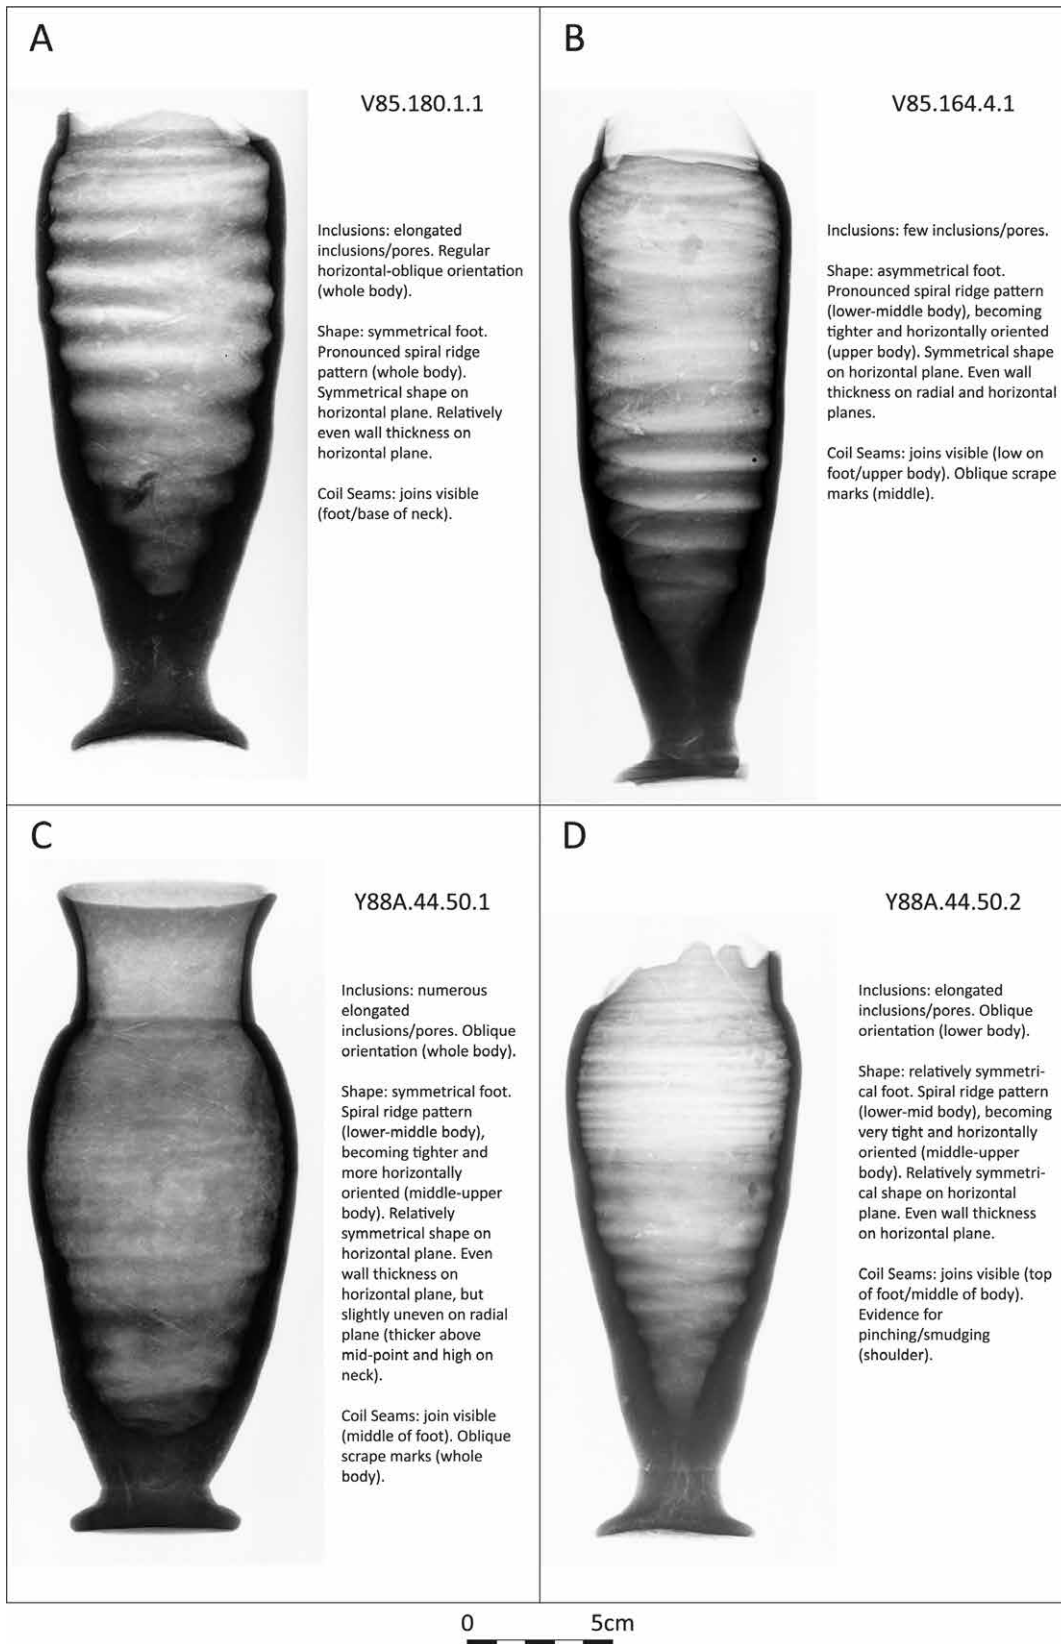 A
V85.180.1.1
Inclusions: elongated
inclusions/pores. Regular
horizontal-oblique orientation
(whole body).
Shape: symmetrical foot.
Pronounced spiral ridge
pattern (whole body).
Symmetrical shape on
horizontal plane. Relatively
even wall thickness on
horizontal plane.
Coil Seams: joins visible
(foot/base of neck).
B
V85.164.4.1
Inclusions: few inclusions/pores.
Shape: asymmetrical foot.
Pronounced spiral ridge pattern
(lower-middle body), becoming
tighter and horizontally oriented
(upper body). Symmetrical shape
on horizontal plane. Even wall
thickness on radial and horizontal
planes.
Coil Seams: joins visible (low on
foot/upper body). Oblique scrape
marks (middle).
C
Y88A.44.50.1
Inclusions: numerous
elongated
inclusions/pores. Oblique
orientation (whole body).
Shape: symmetrical foot.
Spiral ridge pattern
(lower-middle body),
becoming tighter and
more horizontally
oriented (middle-upper
body). Relatively
symmetrical shape on
horizontal plane. Even
wall thickness on
horizontal plane, but
slightly uneven on radial
plane (thicker above
mid-point and high on
neck).
Coil Seams: join visible
(middle of foot). Oblique
scrape marks (whole
body).
D
Y88A.44.50.2
Inclusions: elongated
inclusions/pores. Oblique
orientation (lower body).
Shape: relatively symmetri-
cal foot. Spiral ridge pattern
(lower-mid body), becoming
very tight and horizontally
oriented (middle-upper
body). Relatively symmetri-
cal shape on horizontal
plane. Even wall thickness
on horizontal plane.
Coil Seams: joins visible (top
of foot/middle of body).
Evidence for
pinching/smudging
(shoulder).
0 5cm